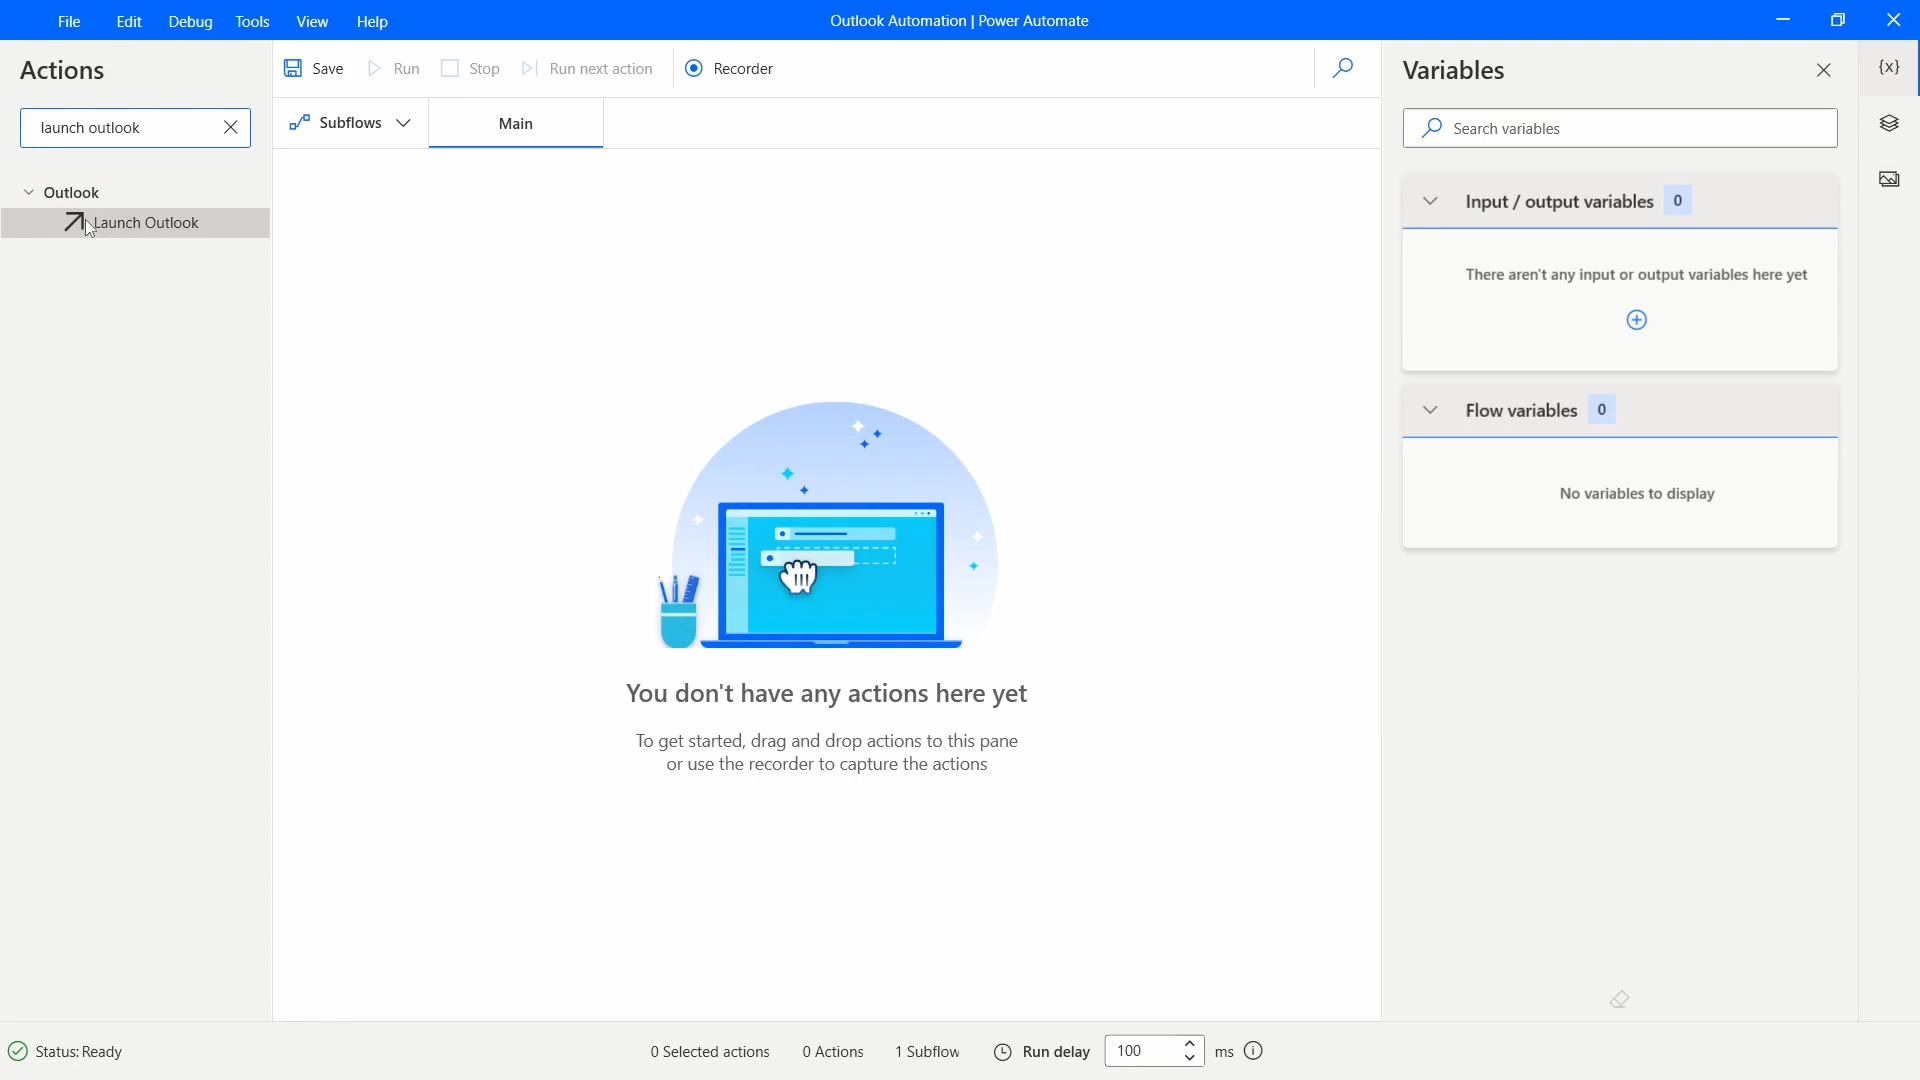 File Edit Debug Tools View Help
Outlook Automation | Power Automate
Actions
launch outlook
Outlook
Launch Outlook
Save Run Stop Run next action Recorder
Subflows Main
You don't have any actions here yet
To get started, drag and drop actions to this pane
or use the recorder to capture the actions
Variables
{x}
Search variables
Input / output variables 0
There aren't any input or output variables here yet
Flow variables 0
No variables to display
Status: Ready
0 Selected actions 0 Actions 1 Subflow Run delay 100 ms